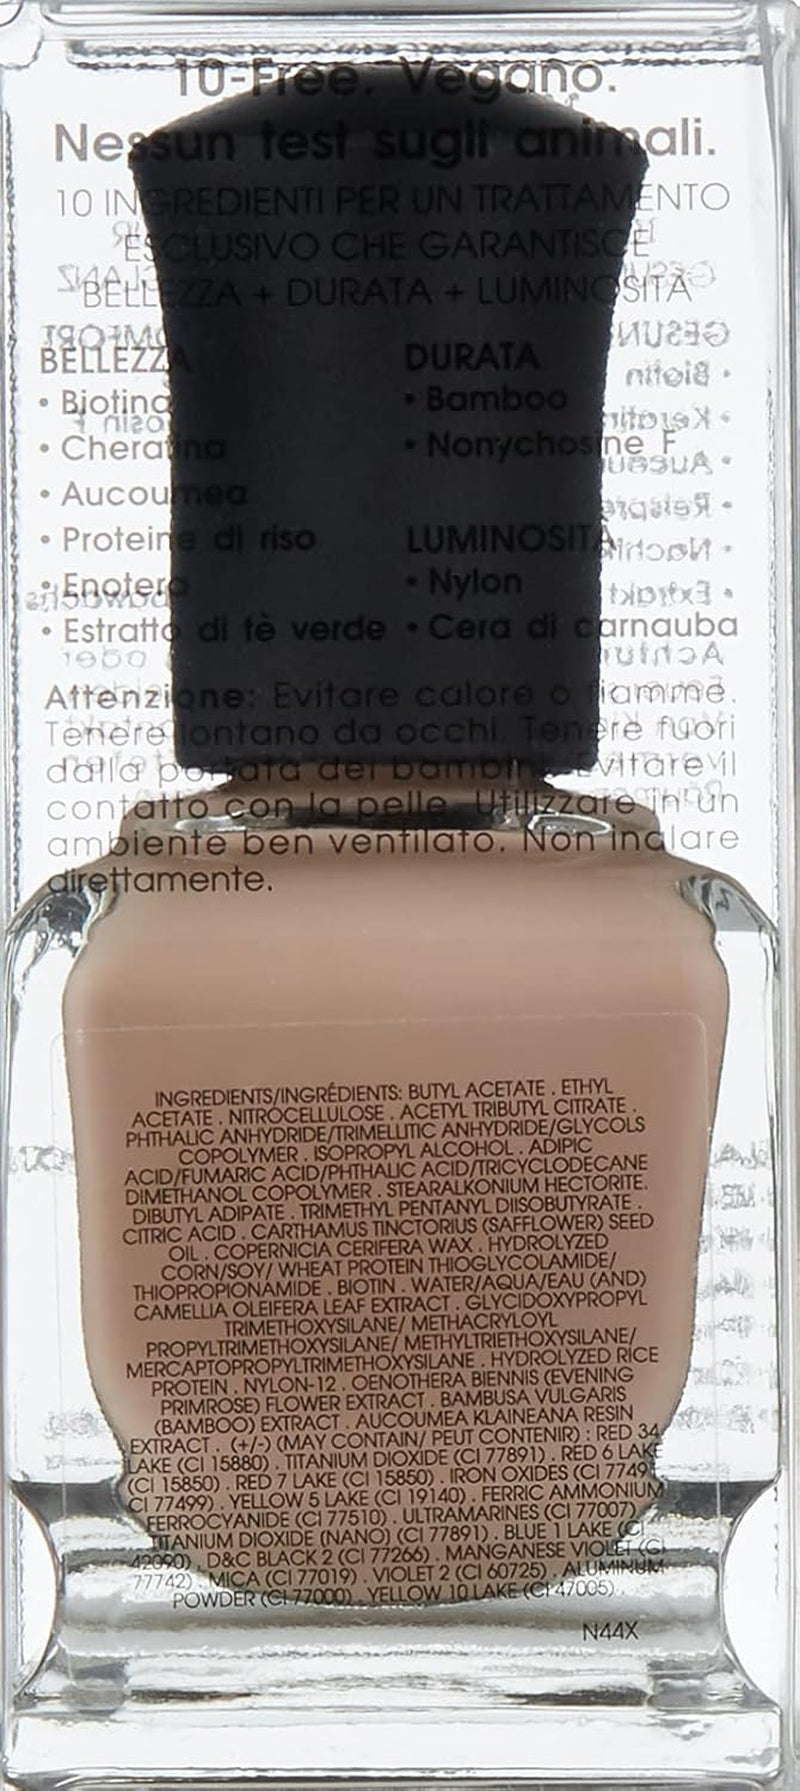 10-Free. Vegano.
Nessun test sugli animali.
10 INGREDIENTI PER UN TRATTAMENTO
ESCLUSIVO CHE GARANTISCE
BELLEZZA + DURATA + LUMINOSITÀ
BELLEZZA
• Biotina
• Cheratina
• Aucoumea
• Proteine di riso
• Enotera
• Estratto di tè verde
DURATA
• Bamboo
• Nonychosine F
LUMINOSITÀ
• Nylon
• Cera di carnauba
Attenzione: Evitare calore o fiamme.
Tenere lontano da occhi. Tenere fuori
dalla portata dei bambini. Evitare il
contatto con la pelle. Utilizzare in un
ambiente ben ventilato. Non inalare
direttamente.
INGREDIENTS/INGRÉDIENTS: BUTYL ACETATE . ETHYL
ACETATE . NITROCELLULOSE . ACETYL TRIBUTYL CITRATE .
PHTHALIC ANHYDRIDE/TRIMELLITIC ANHYDRIDE/GLYCOLS
COPOLYMER . ISOPROPYL ALCOHOL . ADIPIC
ACID/FUMARIC ACID/PHTHALIC ACID/TRICYCLODECANE
DIMETHANOL COPOLYMER . STEARALKONIUM HECTORITE.
DIBUTYL ADIPATE . TRIMETHYL PENTANYL DIISOBUTYRATE .
CITRIC ACID . CARTHAMUS TINCTORIUS (SAFFLOWER) SEED
OIL . COPERNICIA CERIFERA WAX . HYDROLYZED
CORN/SOY/ WHEAT PROTEIN THIOGLYCOLAMIDE/
THIOPROPIONAMIDE . BIOTIN . WATER/AQUA/EAU (AND)
CAMELLIA OLEIFERA LEAF EXTRACT . GLYCIDOXYPROPYL
TRIMETHOXYSILANE/ METHACRYLOYL
PROPYLTRIMETHOXYSILANE/ METHYLTRIETHOXYSILANE/
MERCAPTOPROPYLTRIMETHOXYSILANE . HYDROLYZED RICE
PROTEIN . NYLON-12 . OENOTHERA BIENNIS (EVENING
PRIMROSE) FLOWER EXTRACT . BAMBUSA VULGARIS
(BAMBOO) EXTRACT . AUCOUMEA KLAINEANA RESIN
EXTRACT . (+/-) (MAY CONTAIN/ PEUT CONTENIR) : RED 34
LAKE (CI 15880) . TITANIUM DIOXIDE (CI 77891) . RED 6 LAKE
(CI 15850) . RED 7 LAKE (CI 15850) . IRON OXIDES (CI 7749
CI 77499) . YELLOW 5 LAKE (CI 19140) . FERRIC AMMONIUM
FERROCYANIDE (CI 77510) . ULTRAMARINES (CI 77007) .
TITANIUM DIOXIDE (NANO) (CI 77891) . BLUE 1 LAKE (CI
42090) . D&C BLACK 2 (CI 77266) . MANGANESE VIOLET (CI
77742) . MICA (CI 77019) . VIOLET 2 (CI 60725) . ALUMINUM
POWDER (CI 77000) . YELLOW 10 LAKE (CI 47005) .
N44X